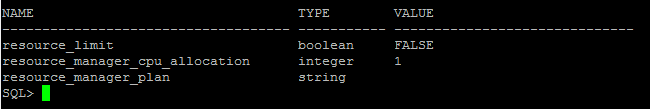 NAME                                 TYPE        VALUE
------------------------------------ ----------- ------------------------------
resource_limit                       boolean     FALSE
resource_manager_cpu_allocation      integer     1
resource_manager_plan                string
SQL>